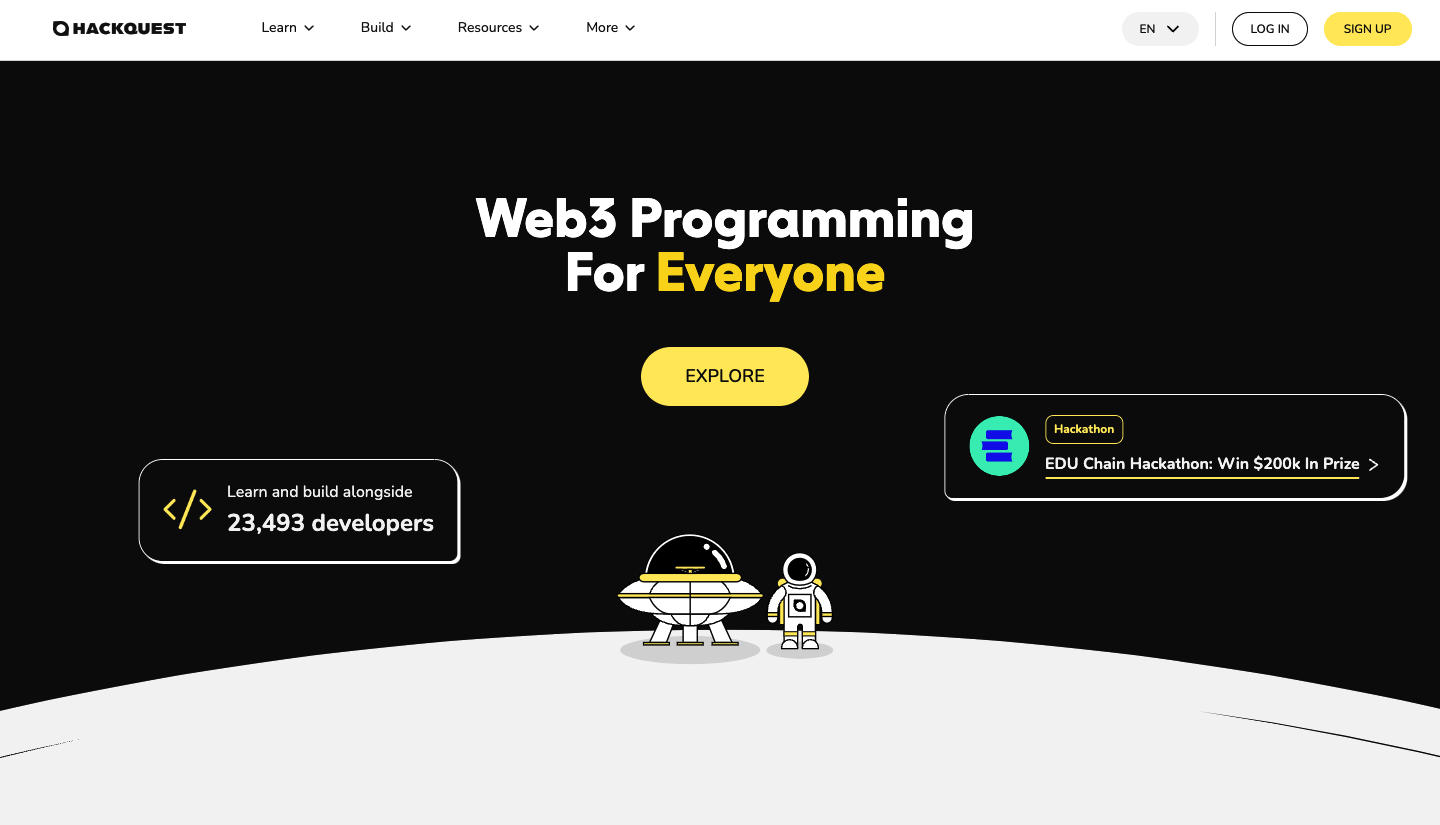 HACKQUEST
Learn
Build
Resources
More
EN
LOG IN
SIGN UP
Web3 Programming
For Everyone
EXPLORE
Hackathon
EDU Chain Hackathon: Win $200k In Prize
Learn and build alongside
23,493 developers